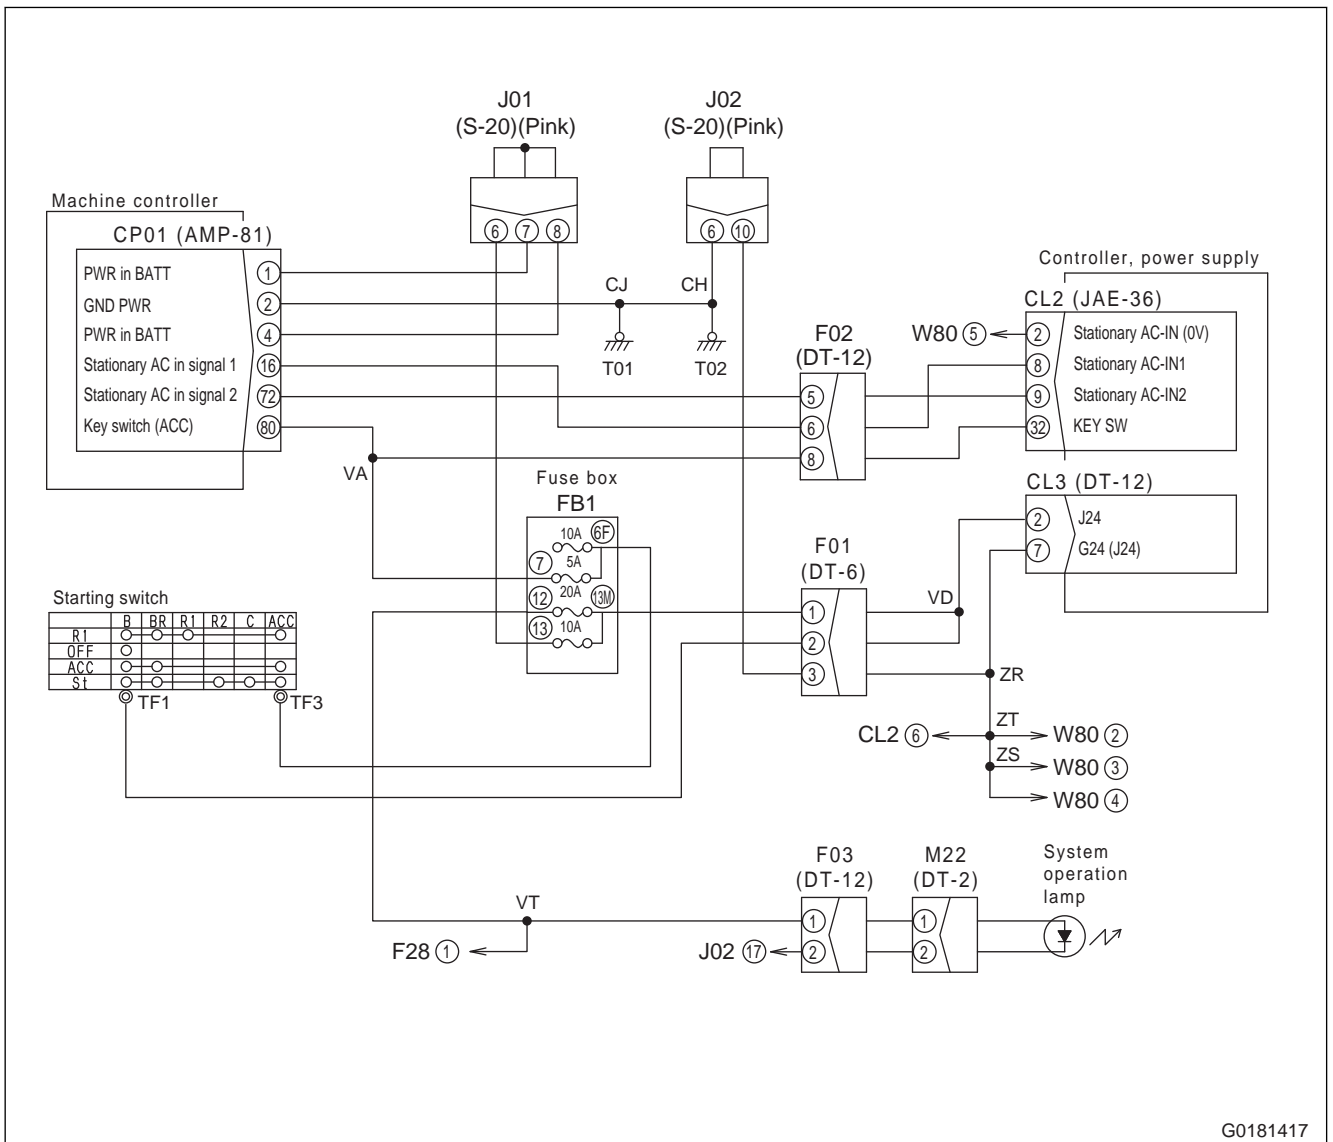 J01
(S-20)(Pink)
6 7 8
J02
(S-20)(Pink)
6 10
Machine controller
CP01 (AMP-81)
PWR in BATT 1
GND PWR 2
PWR in BATT 4
Stationary AC in signal 1 16
Stationary AC in signal 2 72
Key switch (ACC) 80
CJ
CH
T01
T02
VA
F02
(DT-12)
5
6
8
Controller, power supply
CL2 (JAE-36)
W80 5
2 Stationary AC-IN (0V)
8 Stationary AC-IN1
9 Stationary AC-IN2
32 KEY SW
CL3 (DT-12)
2 J24
7 G24 (J24)
Fuse box
FB1
10A 6F
7 5A
12 20A 13M
13 10A
F01
(DT-6)
1
2
3
VD
ZR
ZT
ZS
CL2 6
W80 2
W80 3
W80 4
Starting switch
B BR R1 R2 C ACC
R1
OFF
ACC
St
TF1
TF3
VT
F28 1
J02 17
F03
(DT-12)
1
2
M22
(DT-2)
1
2
System
operation
lamp
G0181417